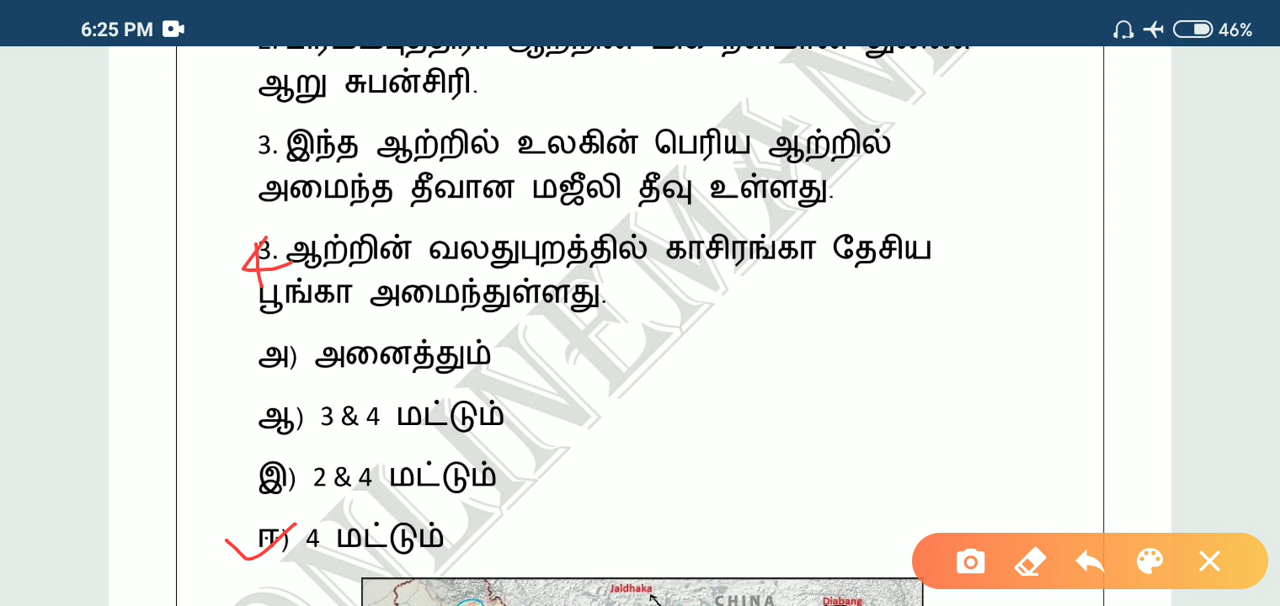 6:25 PM
46%
ஆறு சுபன்சிரி.
3. இந்த ஆற்றில் உலகின் பெரிய ஆற்றில்
அமைந்த தீவான மஜீலி தீவு உள்ளது.
3. ஆற்றின் வலதுபுறத்தில் காசிரங்கா தேசிய
பூங்கா அமைந்துள்ளது.
அ) அனைத்தும்
ஆ) 3 & 4 மட்டும்
இ) 2 & 4 மட்டும்
ஈ) 4 மட்டும்
Jaldhaka
CHINA
Diabang